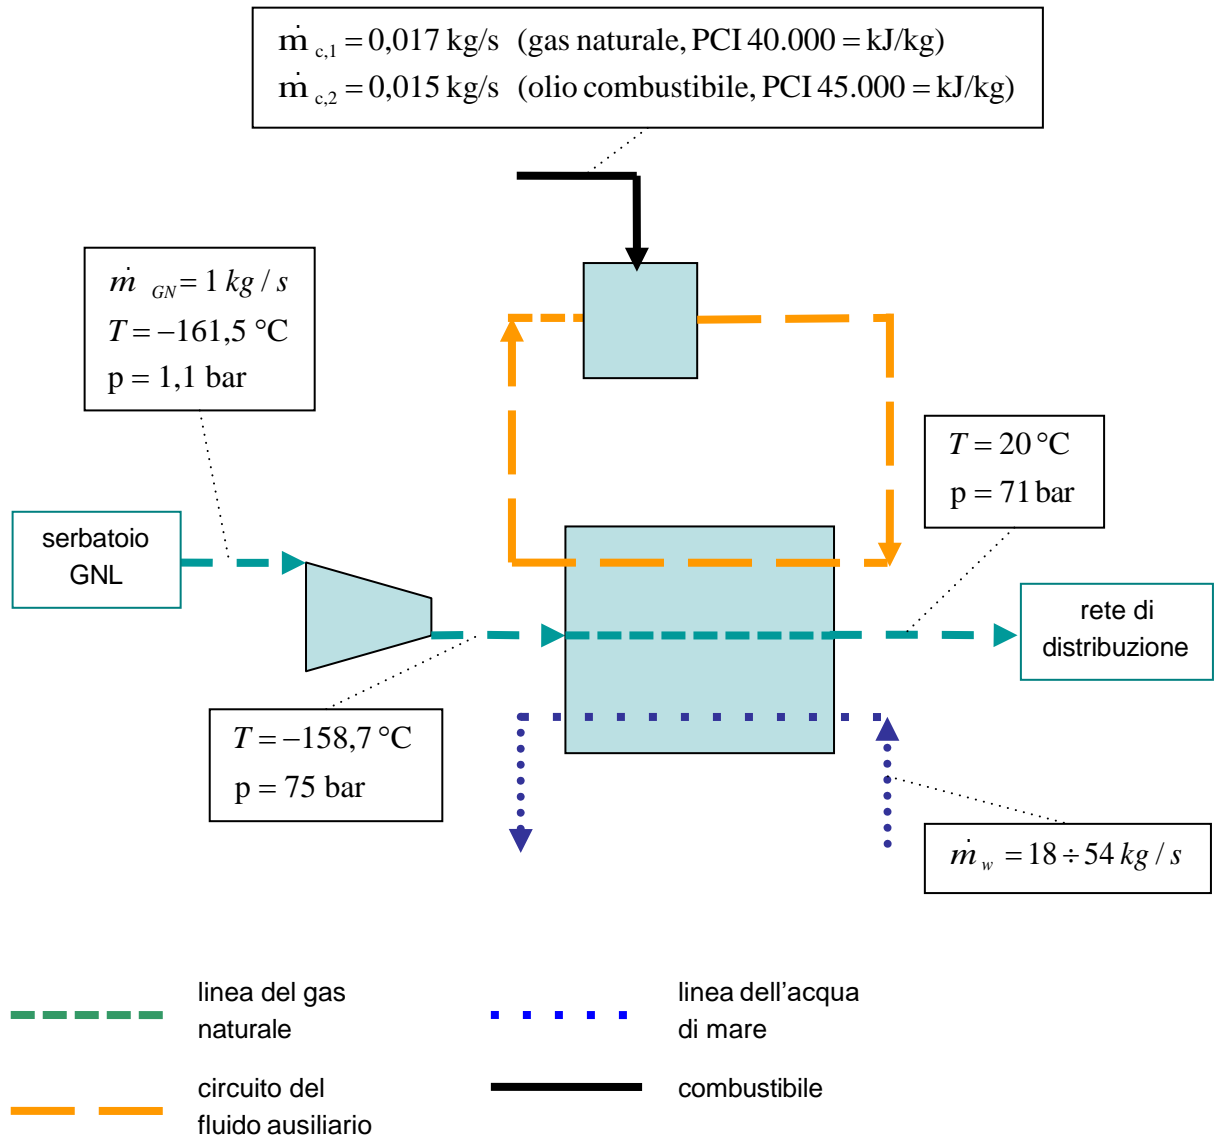 ṁ c,1 = 0,017 kg/s (gas naturale, PCI 40.000 = kJ/kg)
ṁ c,2 = 0,015 kg/s (olio combustibile, PCI 45.000 = kJ/kg)
ṁ GN = 1 kg / s
T = −161,5 °C
p = 1,1 bar
T = 20 °C
p = 71 bar
serbatoio
GNL
rete di
distribuzione
T = −158,7 °C
p = 75 bar
ṁ w = 18 ÷ 54 kg / s
linea del gas
naturale
linea dell'acqua
di mare
circuito del
fluido ausiliario
combustibile